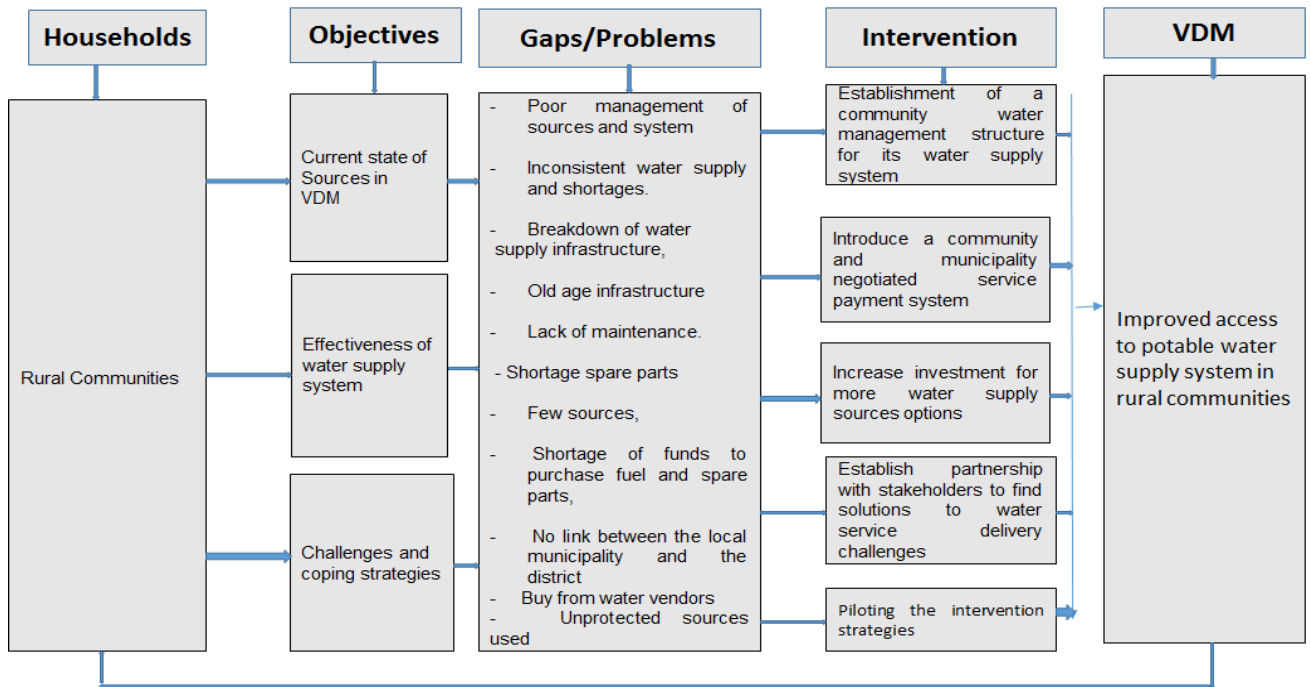 Households
Objectives
Gaps/Problems
Intervention
VDM
Rural Communities
Current state of
Sources in
VDM
Effectiveness of
water supply
system
Challenges and
coping strategies
- Poor management of
sources and system
- Inconsistent water supply
and shortages.
- Breakdown of water
supply infrastructure,
- Old age infrastructure
- Lack of maintenance.
- Shortage spare parts
- Few sources,
- Shortage of funds to
purchase fuel and spare
parts,
- No link between the local
municipality and the
district
- Buy from water vendors
- Unprotected sources
used
Establishment of a
community water
management structure
for its water supply
system
Introduce a community
and municipality
negotiated service
payment system
Increase investment for
more water supply
sources options
Establish partnership
with stakeholders to find
solutions to water
service delivery
challenges
Piloting the intervention
strategies
Improved access
to potable water
supply system in
rural communities